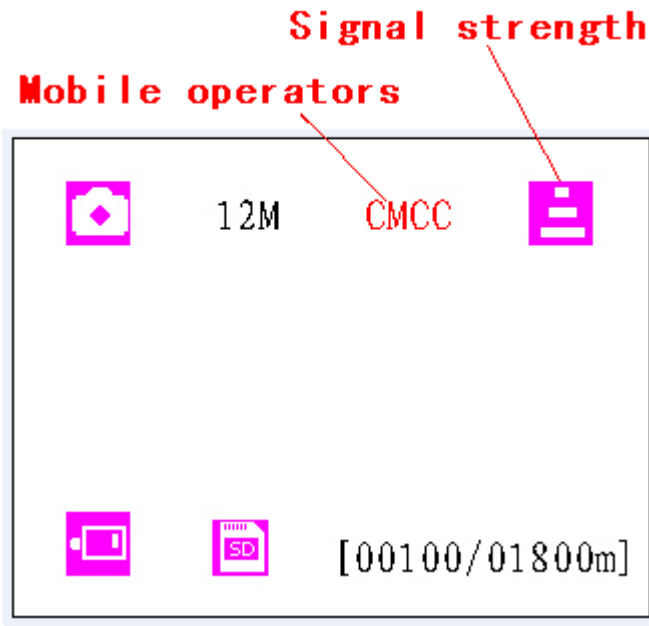 Signal strength
Mobile operators
12M CMCC
SD [00100/01800m]